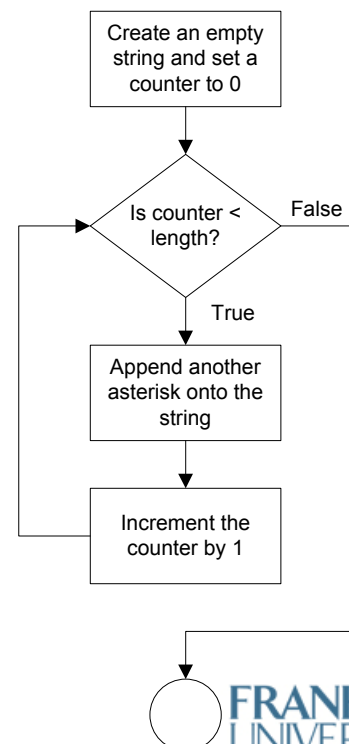 Create an empty
string and set a
counter to 0
Is counter <
length?
False
True
Append another
asterisk onto the
string
Increment the
counter by 1